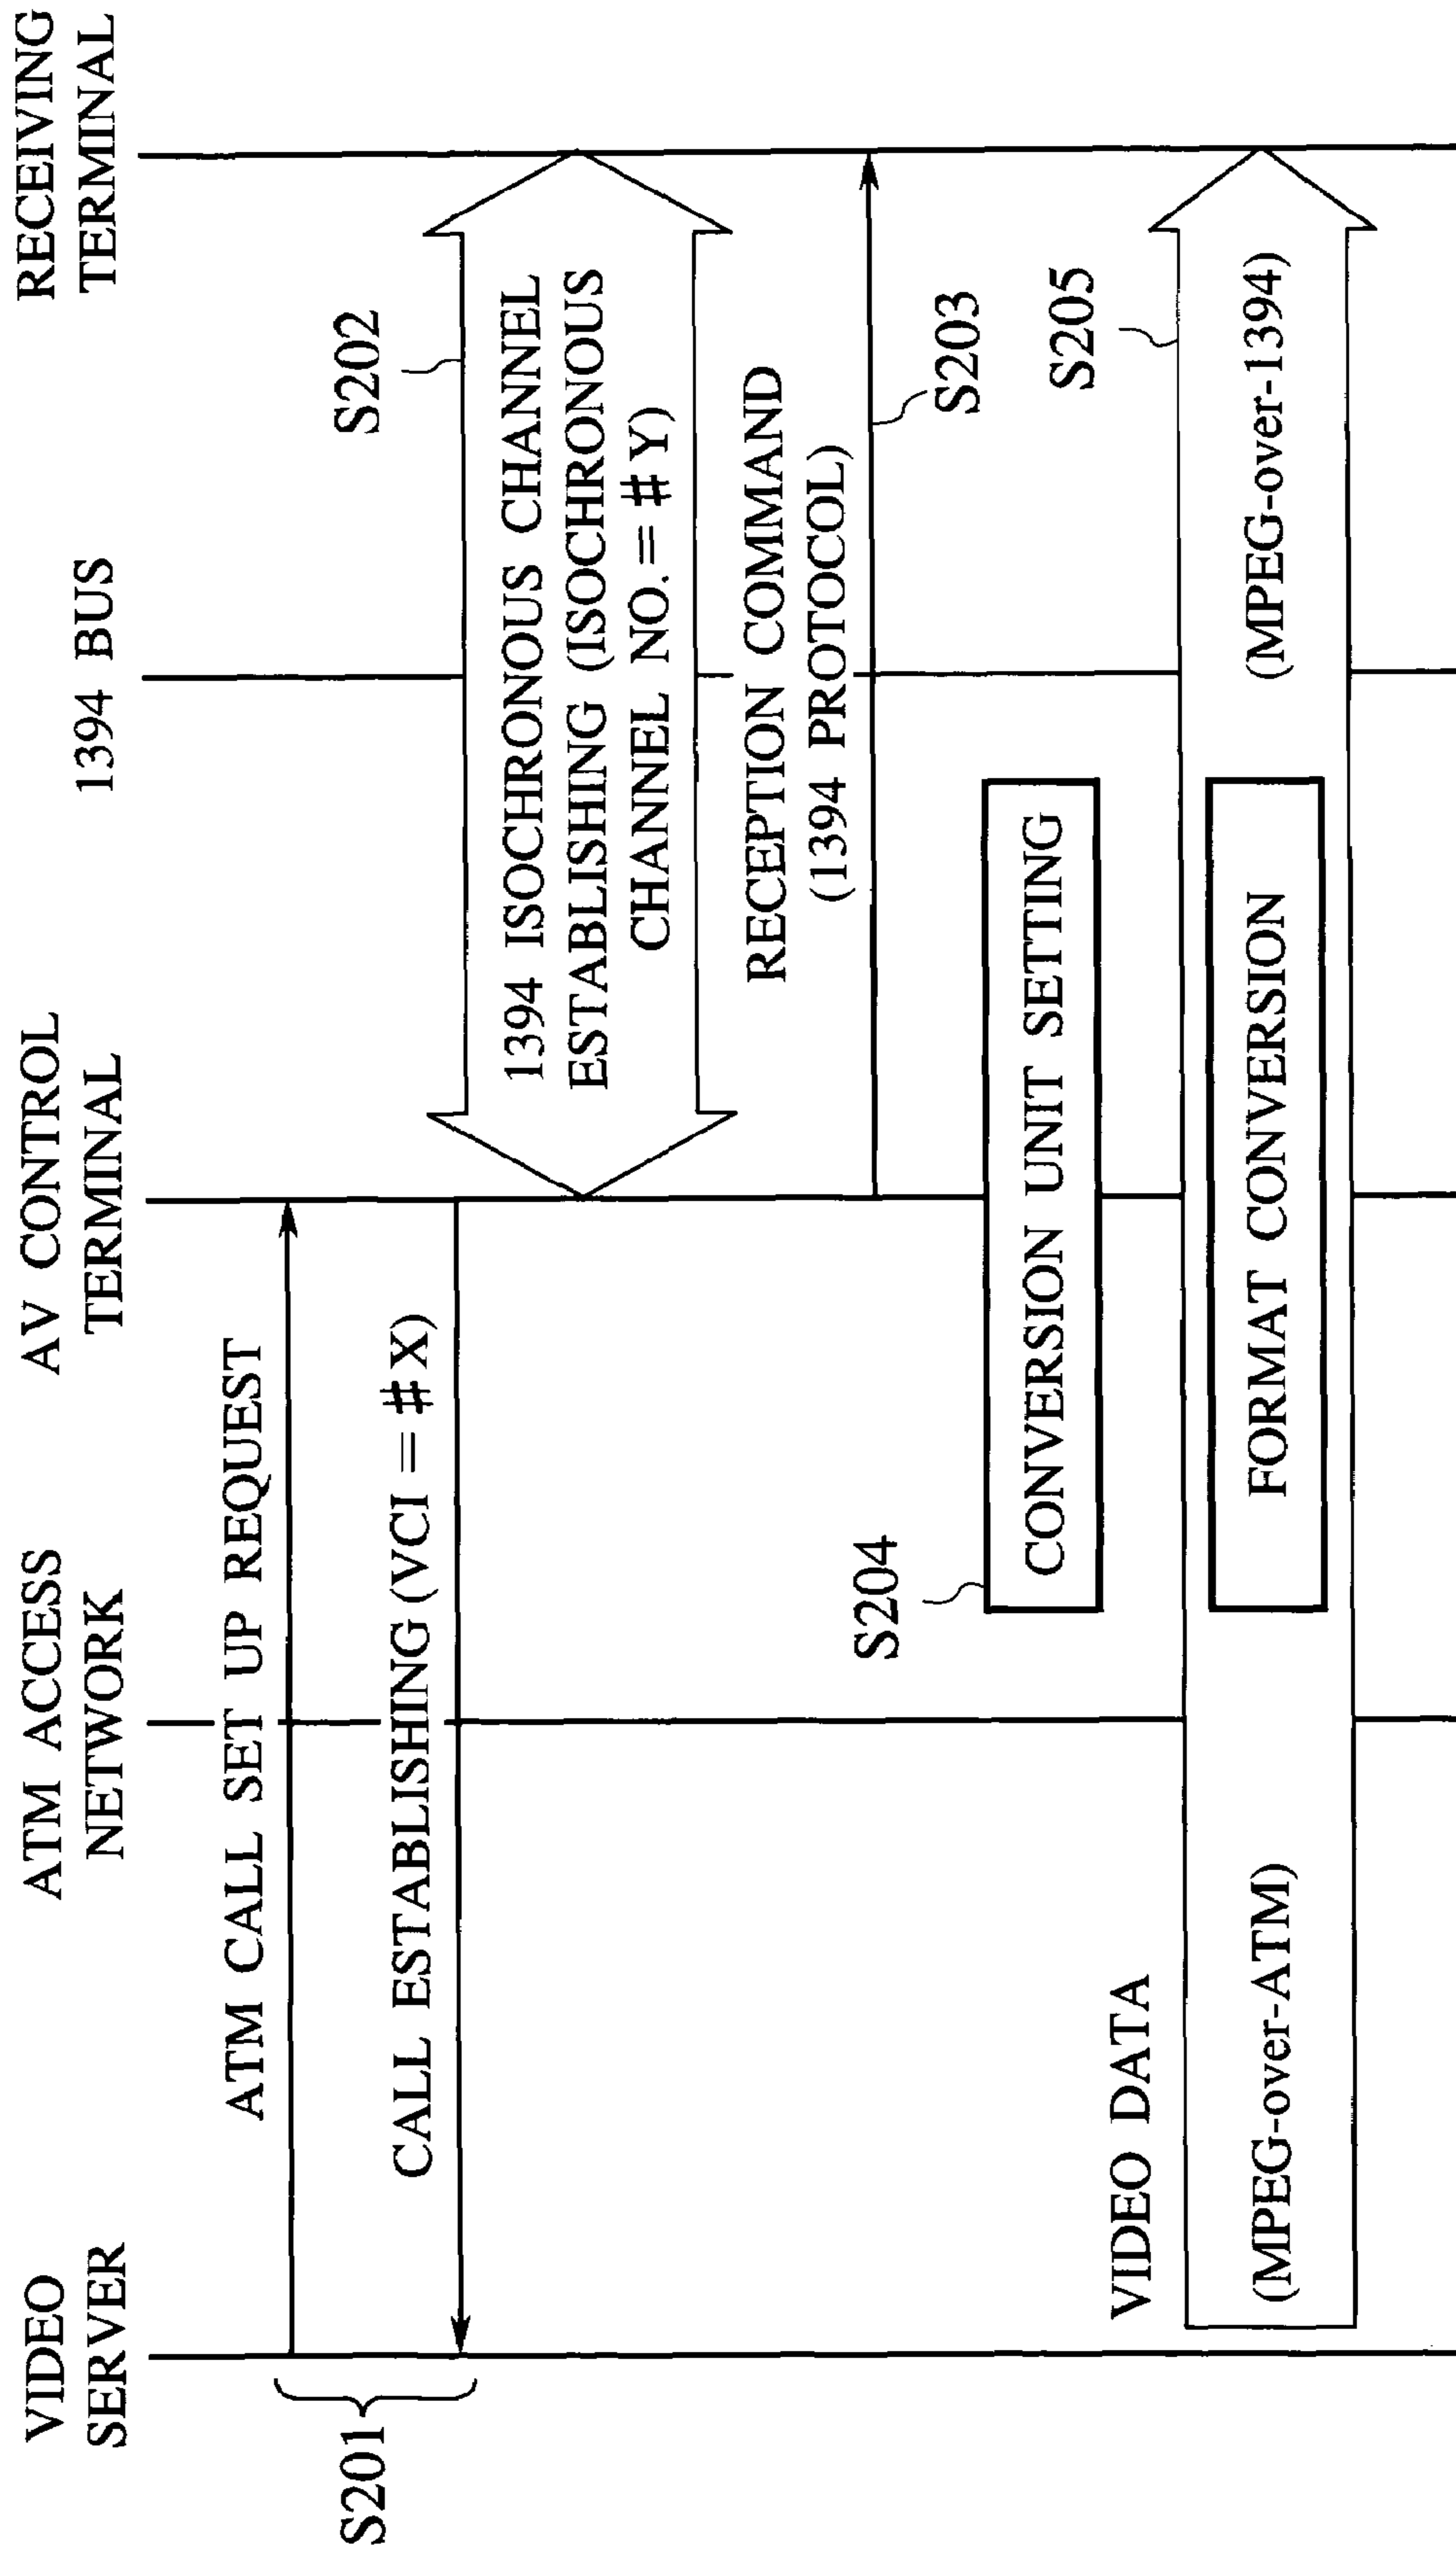 VIDEO
SERVER
ATM ACCESS
NETWORK
AV CONTROL
TERMINAL
1394 BUS
RECEIVING
TERMINAL
S201
ATM CALL SET UP REQUEST
CALL ESTABLISHING (VCI = #X)
S202
1394 ISOCHRONOUS CHANNEL
ESTABLISHING (ISOCHRONOUS
CHANNEL NO. = #Y)
RECEPTION COMMAND
(1394 PROTOCOL)
S203
S204
CONVERSION UNIT SETTING
VIDEO DATA
S205
(MPEG-over-ATM)
FORMAT CONVERSION
(MPEG-over-1394)